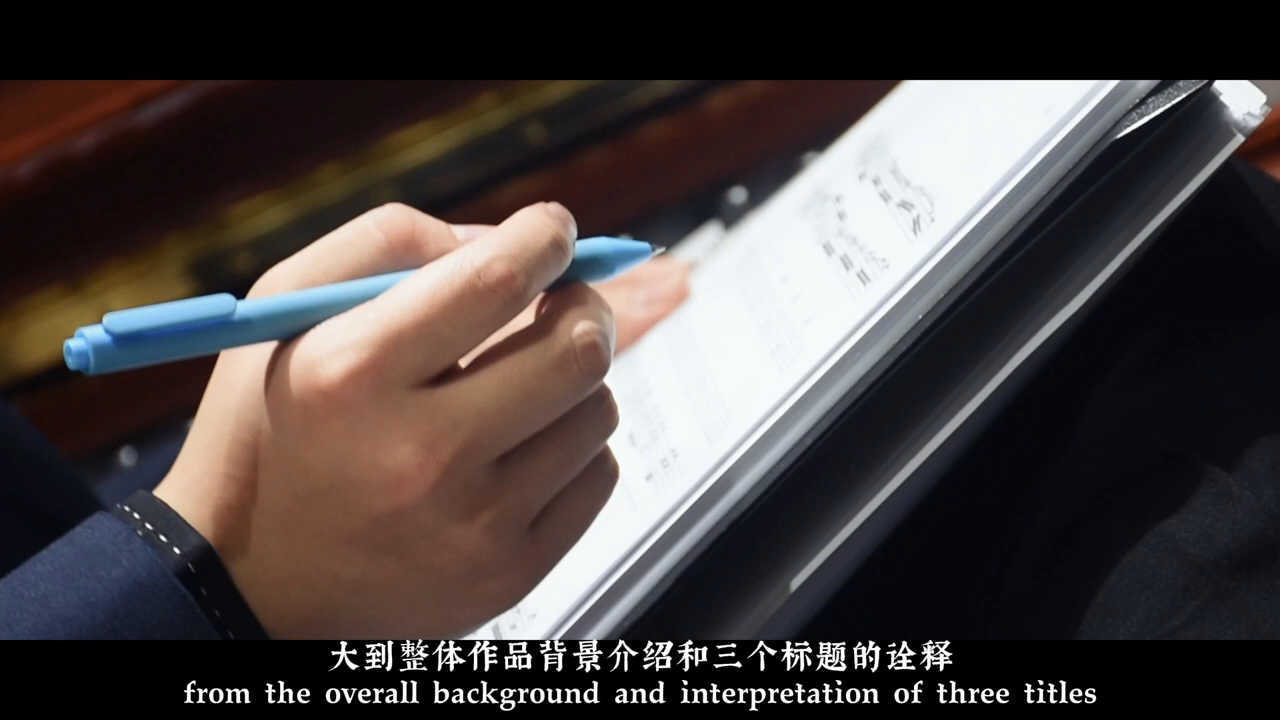 大到整体作品背景介绍和三个标题的诠释
from the overall background and interpretation of three titles